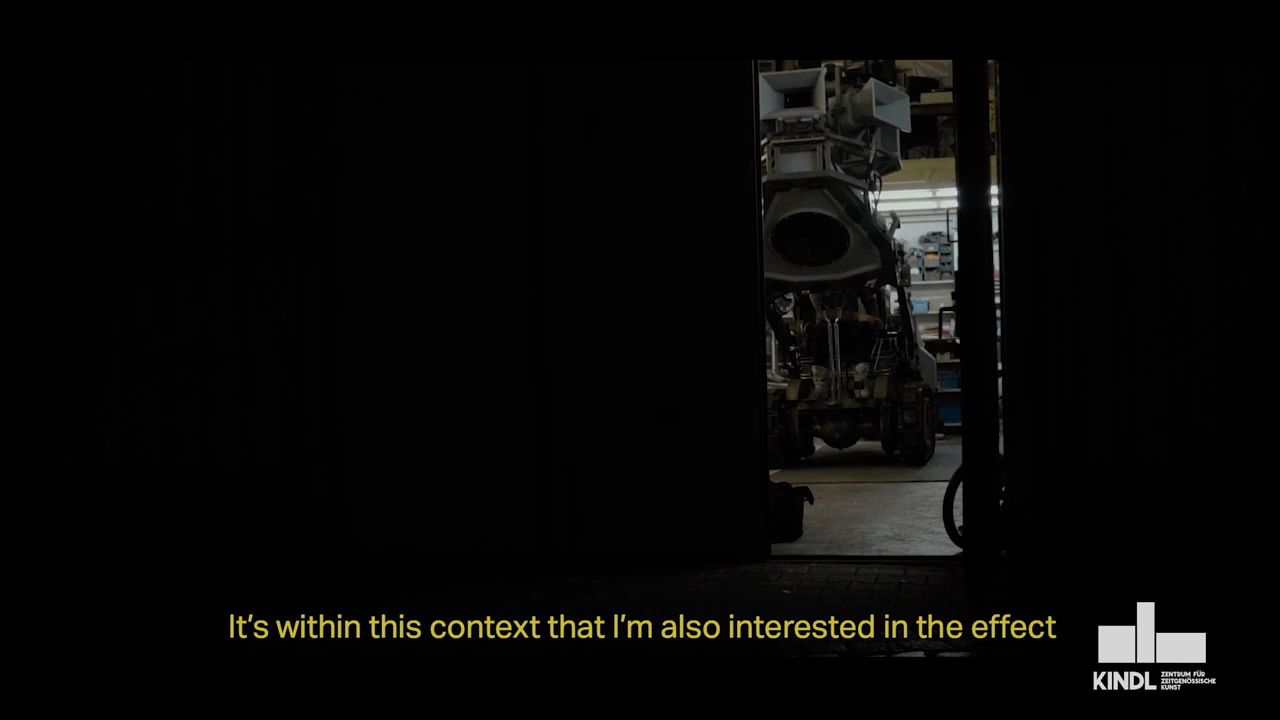 It's within this context that I'm also interested in the effect
KINDL
ZENTRUM FÜR
ZEITGENÖSSISCHE
KUNST